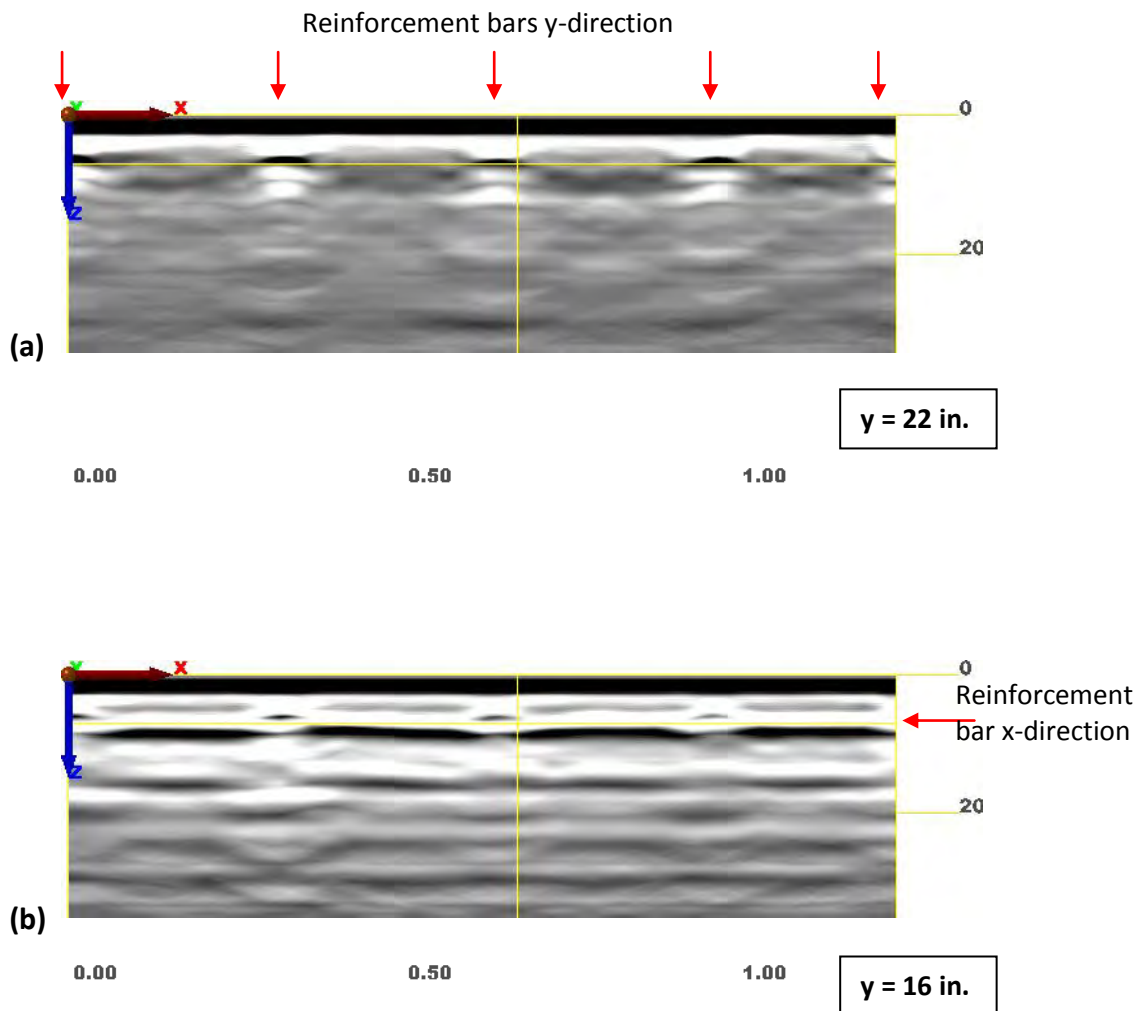 Reinforcement bars y-direction
Y
X
0
Z
20
(a)
y = 22 in.
0.00 0.50 1.00
Y
X
0
Reinforcement
bar x-direction
Z
20
(b)
0.00 0.50 1.00
y = 16 in.